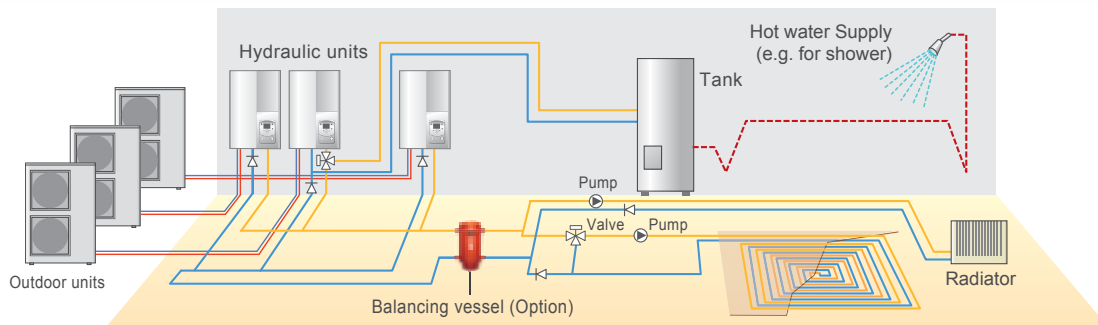 Hydraulic units
Hot water Supply
(e.g. for shower)
Tank
Pump
Valve
Pump
Outdoor units
Balancing vessel (Option)
Radiator